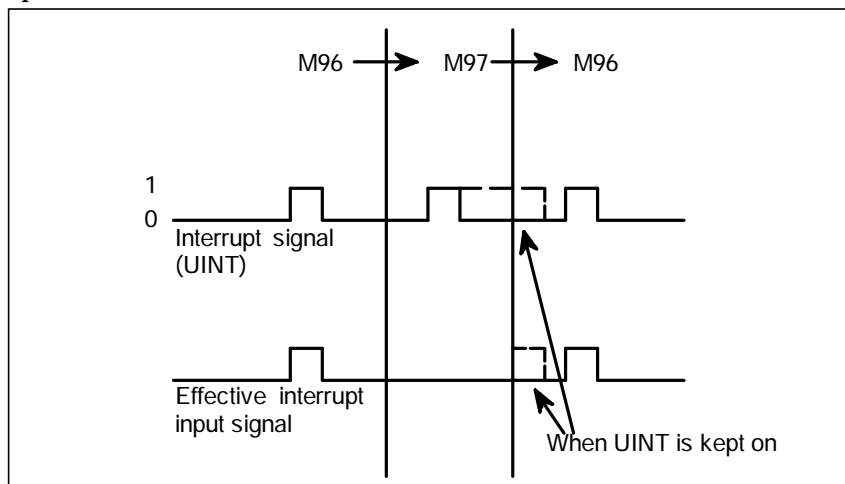 M96 M97 M96
1
0
Interrupt signal
(UINT)
Effective interrupt
input signal
When UINT is kept on